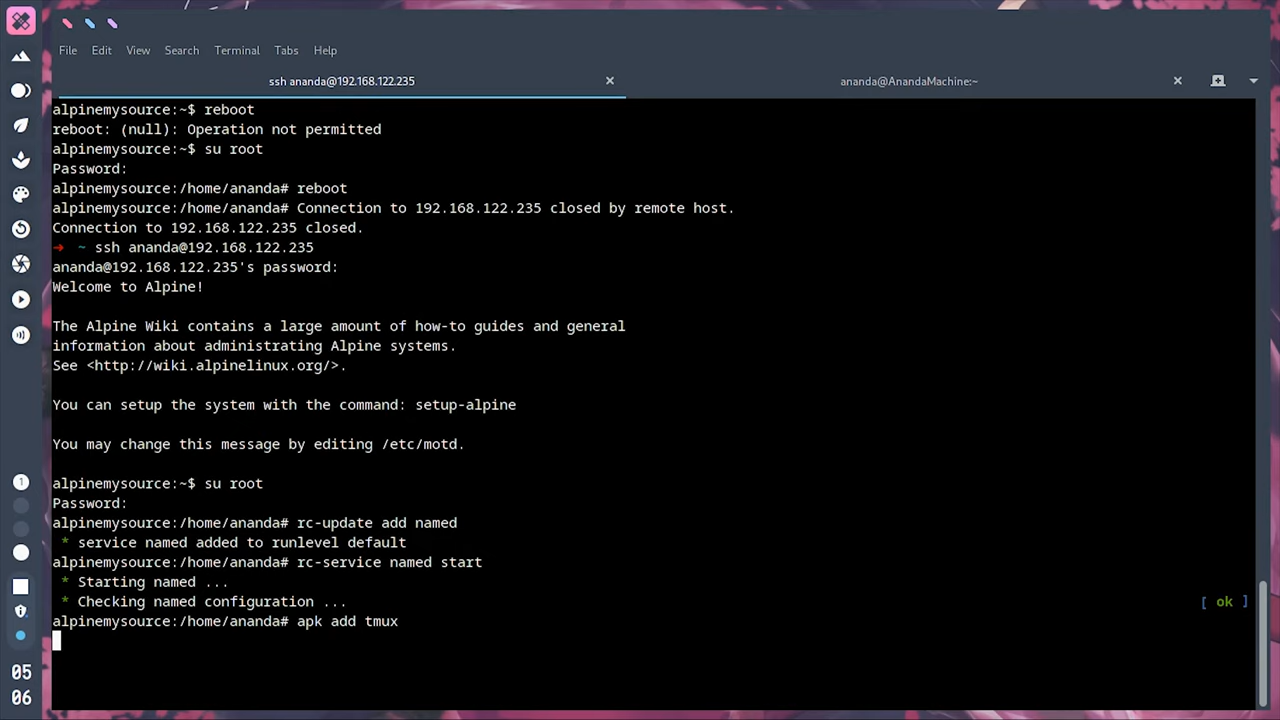 File Edit View Search Terminal Tabs Help
ssh ananda@192.168.122.235
ananda@AnandaMachine:~
alpinemysource:~$ reboot
reboot: (null): Operation not permitted
alpinemysource:~$ su root
Password:
alpinemysource:/home/ananda# reboot
alpinemysource:/home/ananda# Connection to 192.168.122.235 closed by remote host.
Connection to 192.168.122.235 closed.
→ ~ ssh ananda@192.168.122.235
ananda@192.168.122.235's password:
Welcome to Alpine!
The Alpine Wiki contains a large amount of how-to guides and general
information about administrating Alpine systems.
See <http://wiki.alpinelinux.org/>.
You can setup the system with the command: setup-alpine
You may change this message by editing /etc/motd.
alpinemysource:~$ su root
Password:
alpinemysource:/home/ananda# rc-update add named
* service named added to runlevel default
alpinemysource:/home/ananda# rc-service named start
* Starting named ...
* Checking named configuration ... [ ok ]
alpinemysource:/home/ananda# apk add tmux
1
05
06